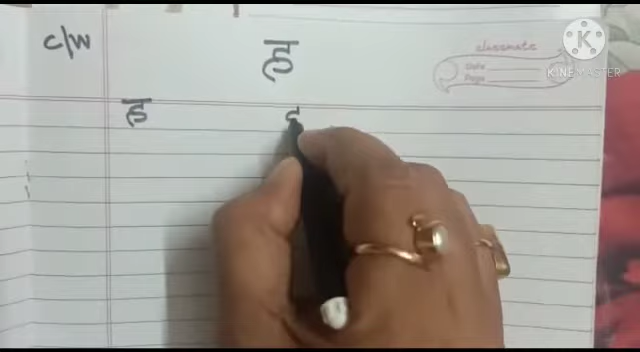 c/w
ह
classmate
Date
Page
KINEMASTER
ह